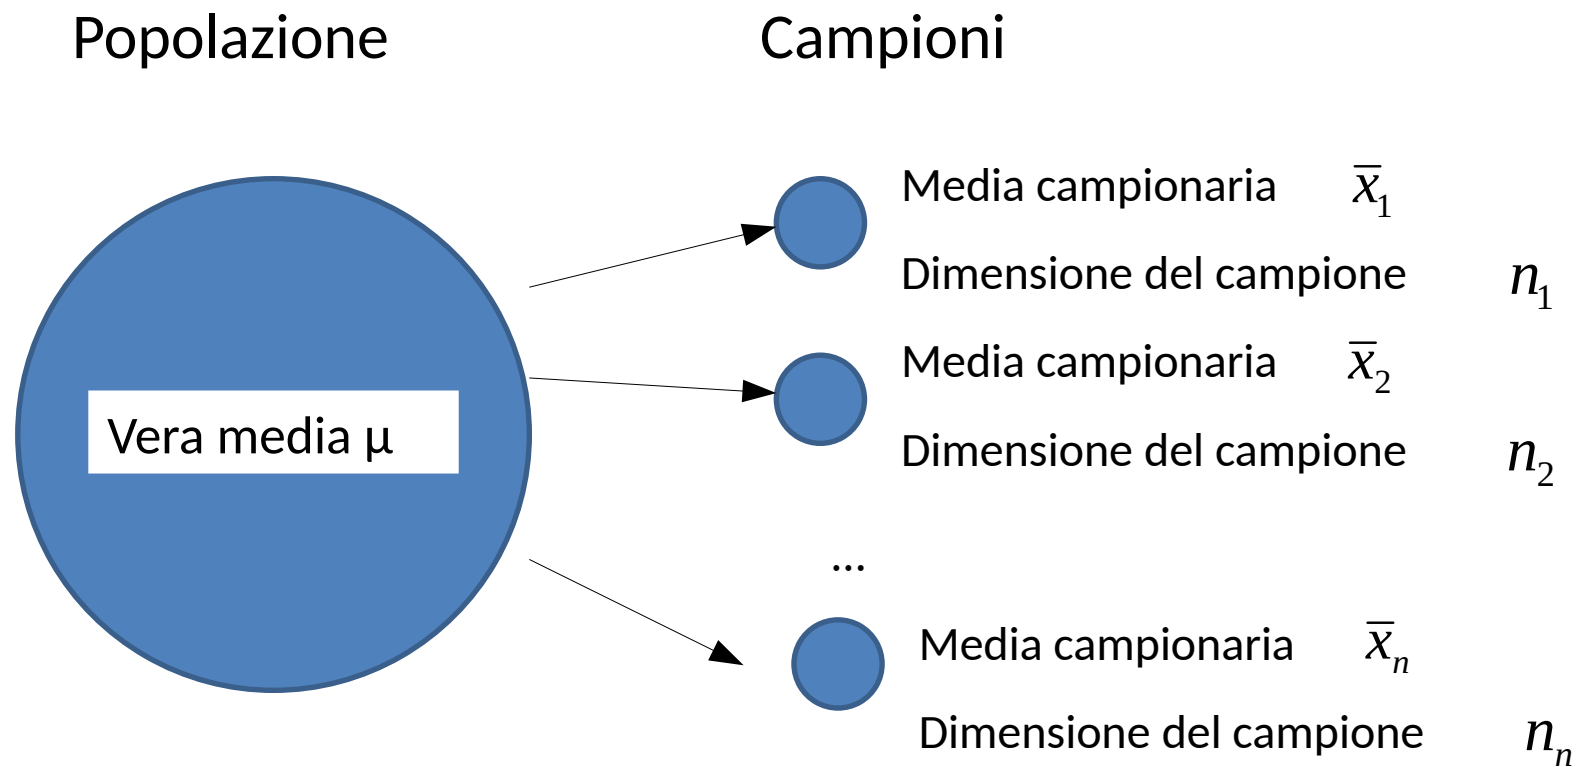 Popolazione
Campioni
Media campionaria x̅₁
Dimensione del campione n₁
Media campionaria x̅₂
Vera media μ
Dimensione del campione n₂
...
Media campionaria x̅ₙ
Dimensione del campione nₙ